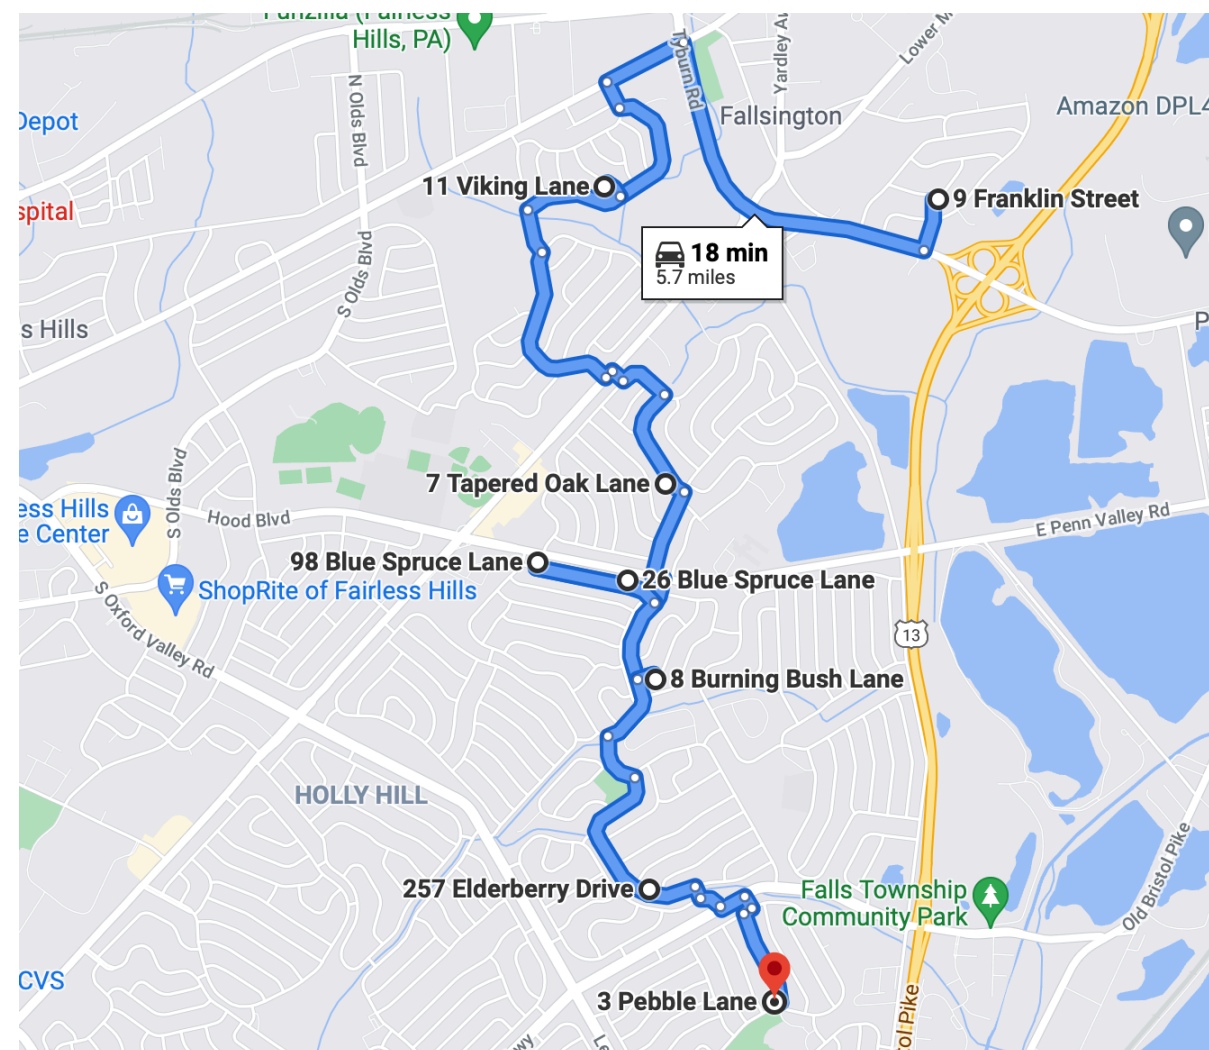 Hills, PA)
Tyburn Rd
Yardley
Lower
N Olds Blvd
Depot
Fallsington
Amazon DPL4
11 Viking Lane
9 Franklin Street
spital
18 min
5.7 miles
S Olds Blvd
s Hills
7 Tapered Oak Lane
S Olds Blvd
ess Hills
e Center
Hood Blvd
E Penn Valley Rd
98 Blue Spruce Lane
26 Blue Spruce Lane
ShopRite of Fairless Hills
S Oxford Valley Rd
13
8 Burning Bush Lane
HOLLY HILL
257 Elderberry Drive
Falls Township
Community Park
Old Bristol Pike
CVS
3 Pebble Lane
ol Pike